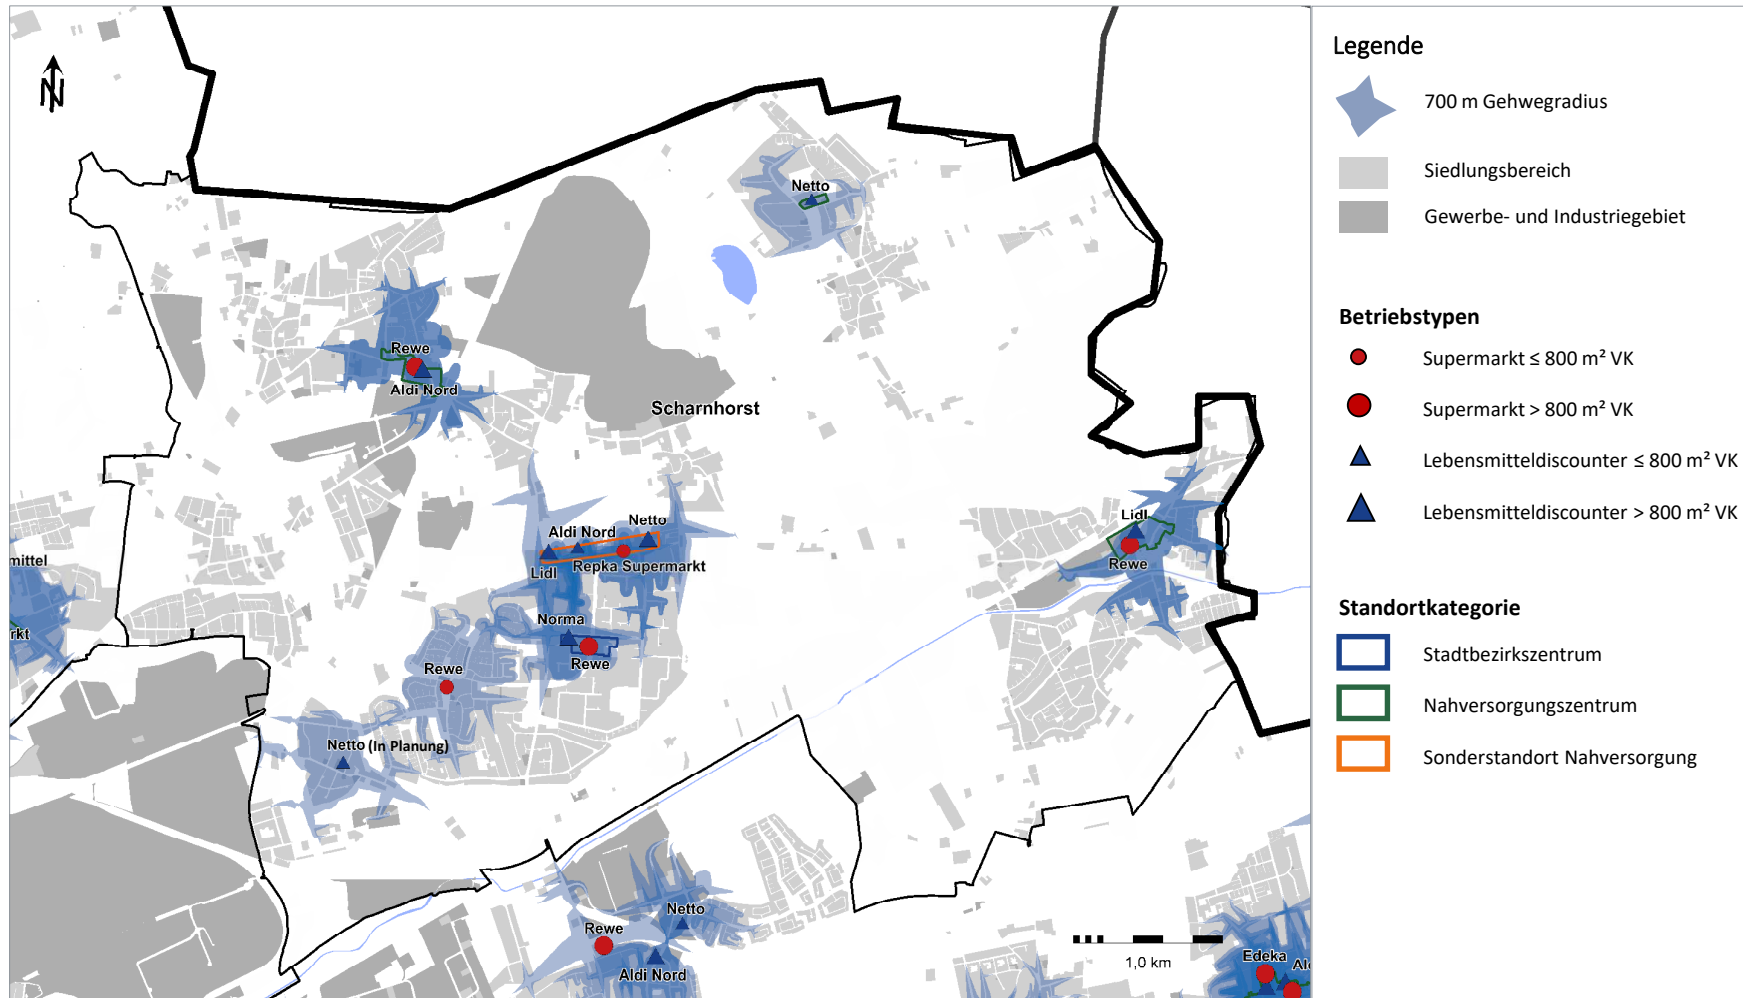 N
Netto
Rewe
Aldi Nord
Scharnhorst
Netto
Aldi Nord
Lidl
Repka Supermarkt
Lidl
Rewe
mittel
rkt
Norma
Rewe
Rewe
Netto (In Planung)
Netto
Rewe
Aldi Nord
1,0 km
Edeka
Al
Legende
700 m Gehwegradius
Siedlungsbereich
Gewerbe- und Industriegebiet
Betriebstypen
Supermarkt ≤ 800 m² VK
Supermarkt > 800 m² VK
Lebensmitteldiscounter ≤ 800 m² VK
Lebensmitteldiscounter > 800 m² VK
Standortkategorie
Stadtbezirkszentrum
Nahversorgungszentrum
Sonderstandort Nahversorgung